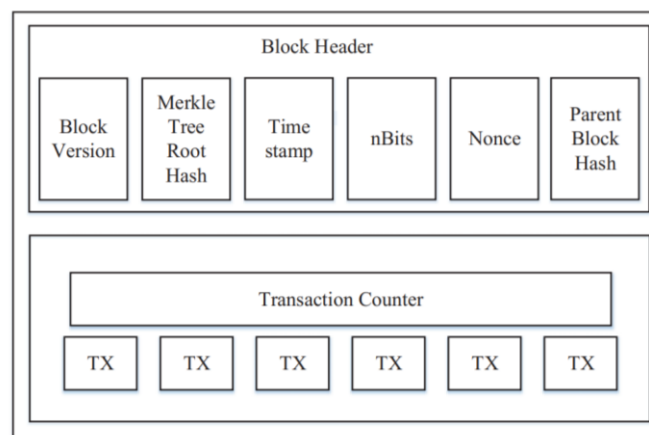 Block Header
Block
Version
Merkle
Tree
Root
Hash
Time
stamp
nBits
Nonce
Parent
Block
Hash
Transaction Counter
TX
TX
TX
TX
TX
TX